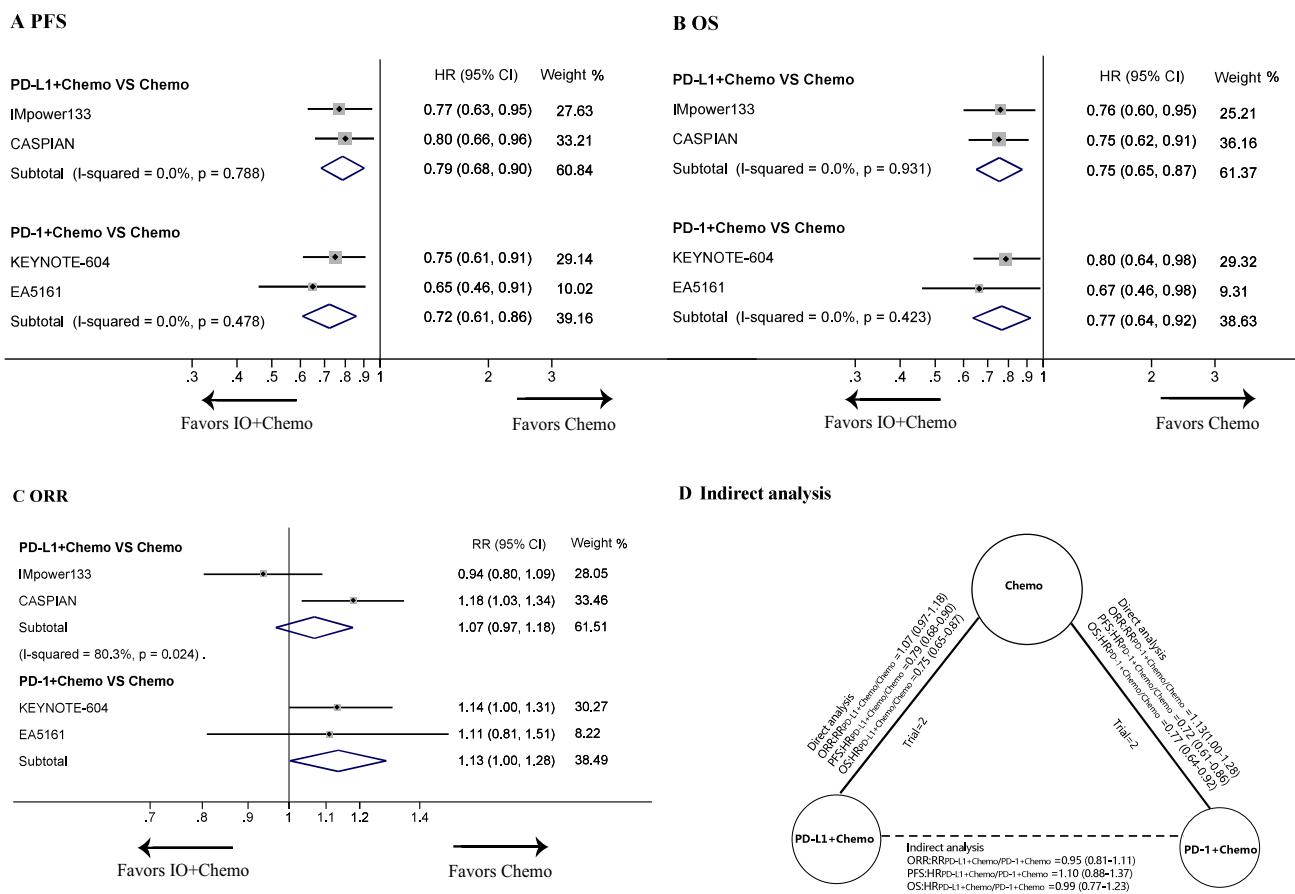 A PFS
HR (95% CI) Weight %
PD-L1+Chemo VS Chemo
IMpower133 0.77 (0.63, 0.95) 27.63
CASPIAN 0.80 (0.66, 0.96) 33.21
Subtotal (I-squared = 0.0%, p = 0.788) 0.79 (0.68, 0.90) 60.84
PD-1+Chemo VS Chemo
KEYNOTE-604 0.75 (0.61, 0.91) 29.14
EA5161 0.65 (0.46, 0.91) 10.02
Subtotal (I-squared = 0.0%, p = 0.478) 0.72 (0.61, 0.86) 39.16
.3 .4 .5 .6 .7 .8 .9 1 2 3
Favors IO+Chemo Favors Chemo
B OS
HR (95% CI) Weight %
PD-L1+Chemo VS Chemo
IMpower133 0.76 (0.60, 0.95) 25.21
CASPIAN 0.75 (0.62, 0.91) 36.16
Subtotal (I-squared = 0.0%, p = 0.931) 0.75 (0.65, 0.87) 61.37
PD-1+Chemo VS Chemo
KEYNOTE-604 0.80 (0.64, 0.98) 29.32
EA5161 0.67 (0.46, 0.98) 9.31
Subtotal (I-squared = 0.0%, p = 0.423) 0.77 (0.64, 0.92) 38.63
.3 .4 .5 .6 .7 .8 .9 1 2 3
Favors IO+Chemo Favors Chemo
C ORR
RR (95% CI) Weight %
PD-L1+Chemo VS Chemo
IMpower133 0.94 (0.80, 1.09) 28.05
CASPIAN 1.18 (1.03, 1.34) 33.46
Subtotal 1.07 (0.97, 1.18) 61.51
(I-squared = 80.3%, p = 0.024) .
PD-1+Chemo VS Chemo
KEYNOTE-604 1.14 (1.00, 1.31) 30.27
EA5161 1.11 (0.81, 1.51) 8.22
Subtotal 1.13 (1.00, 1.28) 38.49
.7 .8 1 1.1 1.2 1.4
Favors IO+Chemo Favors Chemo
D Indirect analysis
Chemo
Direct analysis
ORR:RRPD-L1+Chemo/Chemo =1.07 (0.97-1.18)
PFS:HRPD-L1+Chemo/Chemo =0.79 (0.68-0.90)
OS:HRPD-L1+Chemo/Chemo =0.75 (0.65-0.87)
Trial=2
Direct analysis
ORR:RRPD-1+Chemo/Chemo =1.13(1.00-1.28)
PFS:HRPD-1+Chemo/Chemo =0.72 (0.61-0.86)
OS:HRPD-1+Chemo/Chemo =0.77 (0.64-0.92)
Trial=2
PD-L1+Chemo
PD-1+Chemo
Indirect analysis
ORR:RRPD-L1+Chemo/PD-1+Chemo =0.95 (0.81-1.11)
PFS:HRPD-L1+Chemo/PD-1+Chemo =1.10 (0.88-1.37)
OS:HRPD-L1+Chemo/PD-1+Chemo =0.99 (0.77-1.23)